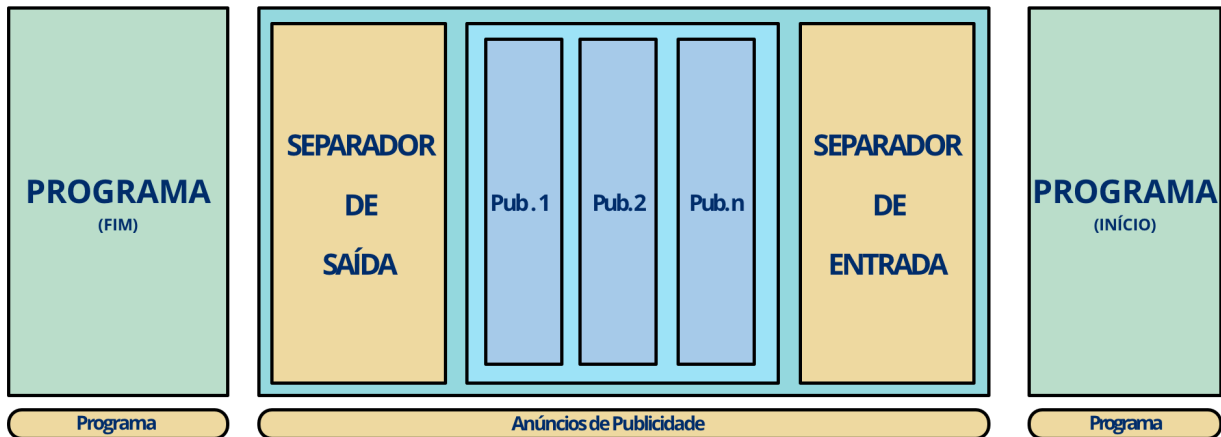 PROGRAMA
(FIM)
SEPARADOR
DE
SAÍDA
Pub. 1
Pub.2
Pub.n
SEPARADOR
DE
ENTRADA
PROGRAMA
(INÍCIO)
Programa
Anúncios de Publicidade
Programa